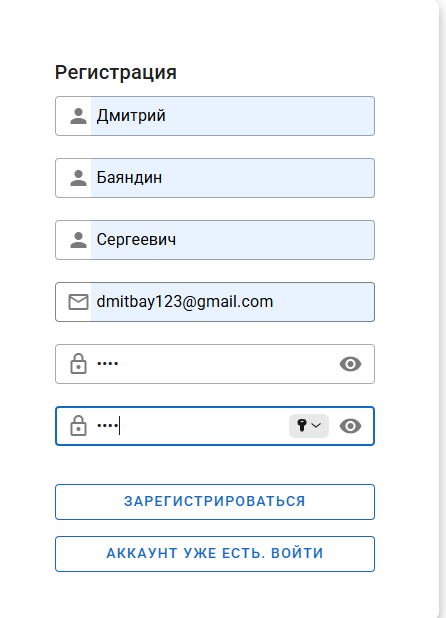 Регистрация
Дмитрий
Баяндин
Сергеевич
dmitbay123@gmail.com
••••
••••
ЗАРЕГИСТРИРОВАТЬСЯ
АККАУНТ УЖЕ ЕСТЬ. ВОЙТИ